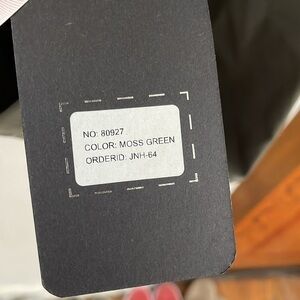 NO: 80927
COLOR: MOSS GREEN
ORDERID: JNH-64